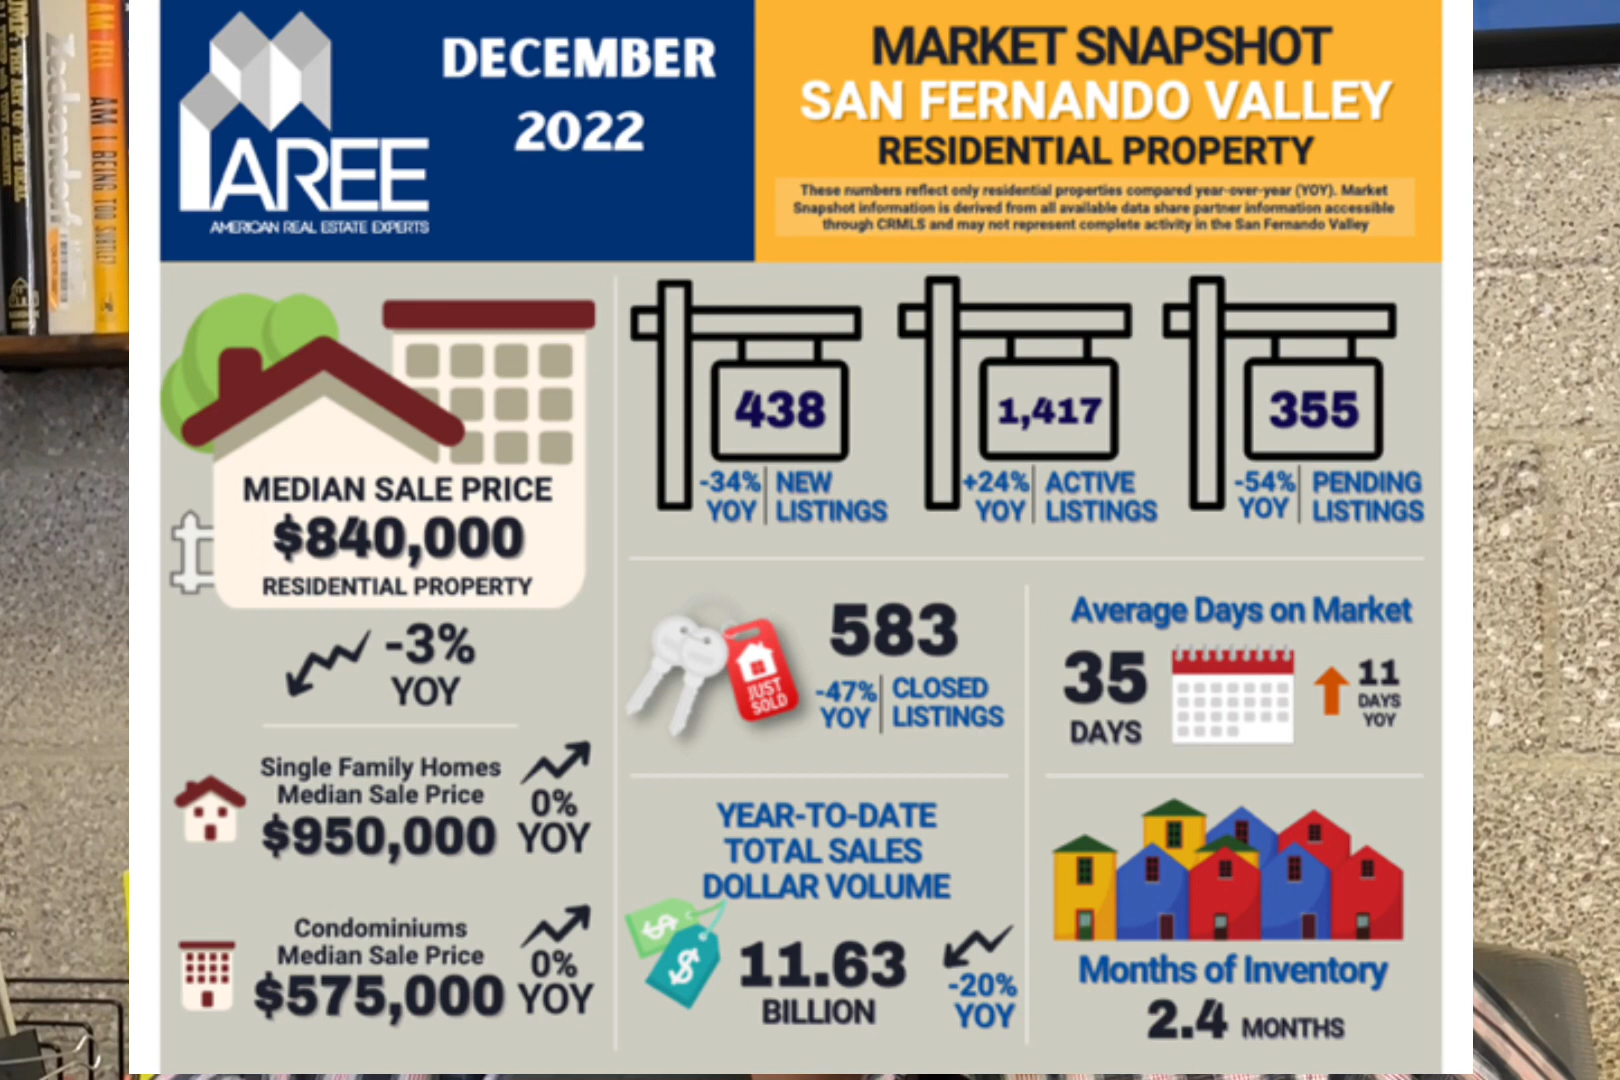 AM I BEING TOO SUBTLE?
AREE
AMERICAN REAL ESTATE EXPERTS
DECEMBER
2022
MARKET SNAPSHOT
SAN FERNANDO VALLEY
RESIDENTIAL PROPERTY
These numbers reflect only residential properties compared year-over-year (YOY). Market
Snapshot information is derived from all available data share partner information accessible
through CRMLS and may not represent complete activity in the San Fernando Valley
MEDIAN SALE PRICE
$840,000
RESIDENTIAL PROPERTY
-3%
YOY
Single Family Homes
Median Sale Price
$950,000
0%
YOY
Condominiums
Median Sale Price
$575,000
0%
YOY
438
-34% NEW
YOY LISTINGS
1,417
+24% ACTIVE
YOY LISTINGS
355
-54% PENDING
YOY LISTINGS
JUST
SOLD
583
-47% CLOSED
YOY LISTINGS
Average Days on Market
35
DAYS
11
DAYS
YOY
YEAR-TO-DATE
TOTAL SALES
DOLLAR VOLUME
$
$
11.63
BILLION
-20%
YOY
Months of Inventory
2.4 MONTHS